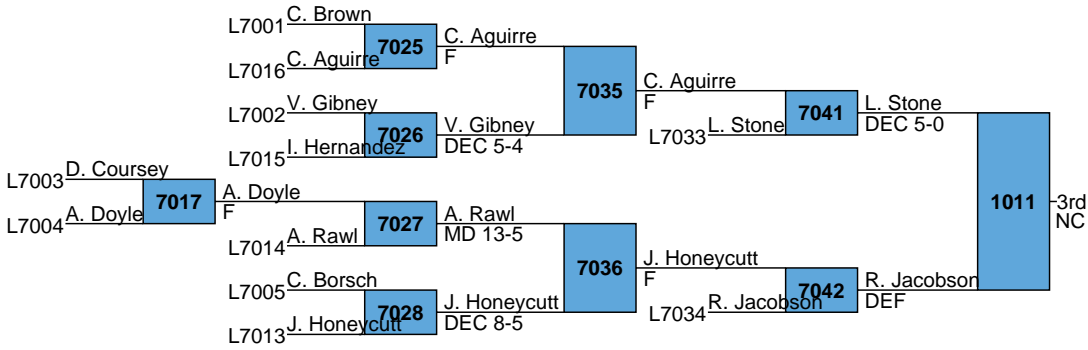 L7001 C. Brown
7025
C. Aguirre
F
L7016 C. Aguirre
L7002 V. Gibney
7026
V. Gibney
DEC 5-4
L7015 I. Hernandez
7035
C. Aguirre
F
L7033 L. Stone
7041
L. Stone
DEC 5-0
L7003 D. Coursey
7017
A. Doyle
F
L7004 A. Doyle
7027
A. Rawl
MD 13-5
L7014 A. Rawl
L7005 C. Borsch
7028
J. Honeycutt
DEC 8-5
L7013 J. Honeycutt
7036
J. Honeycutt
F
L7034 R. Jacobson
7042
R. Jacobson
DEF
1011
3rd
NC